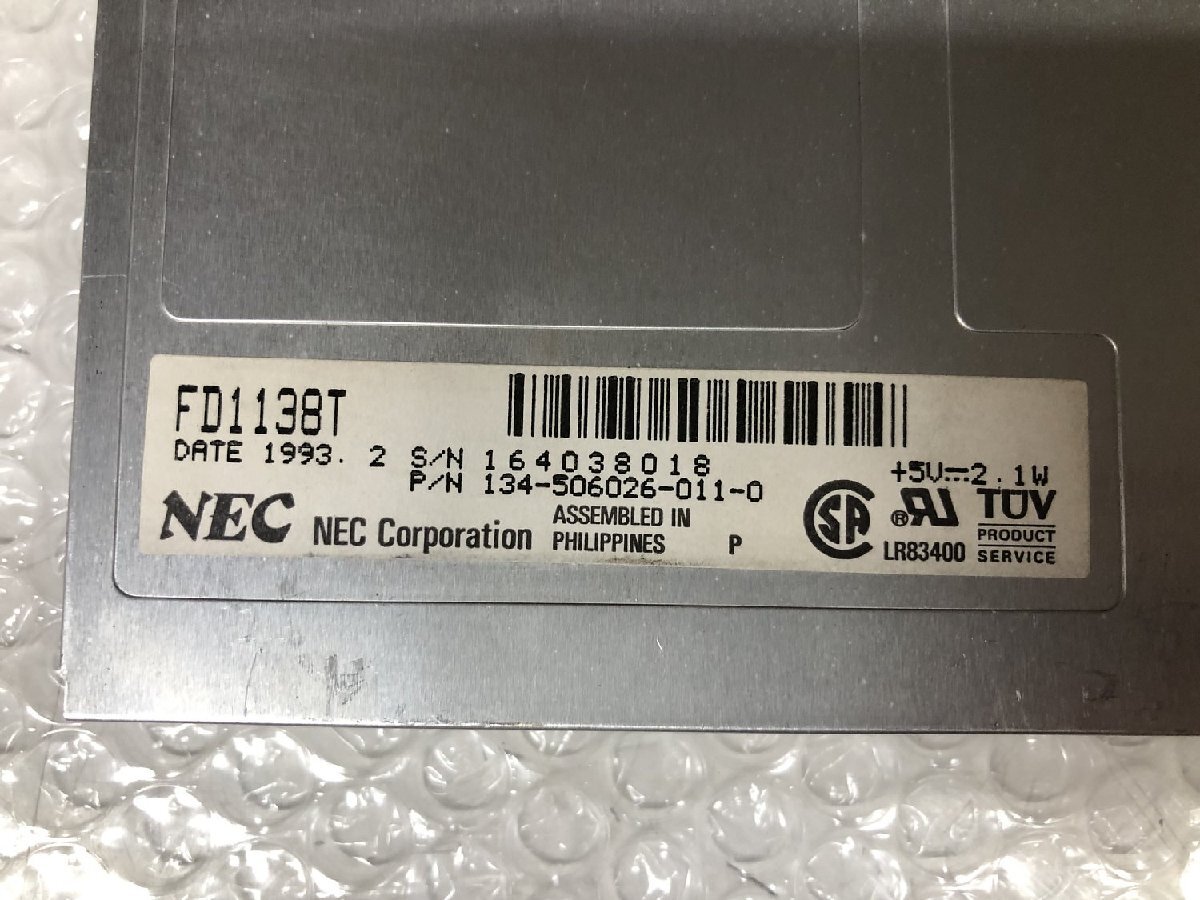 FD1138T
DATE 1993. 2 S/N 164038018
P/N 134-506026-011-0
+5V⎓2.1W
NEC NEC Corporation
ASSEMBLED IN
PHILIPPINES P
SA
LR83400
TÜV
PRODUCT
SERVICE